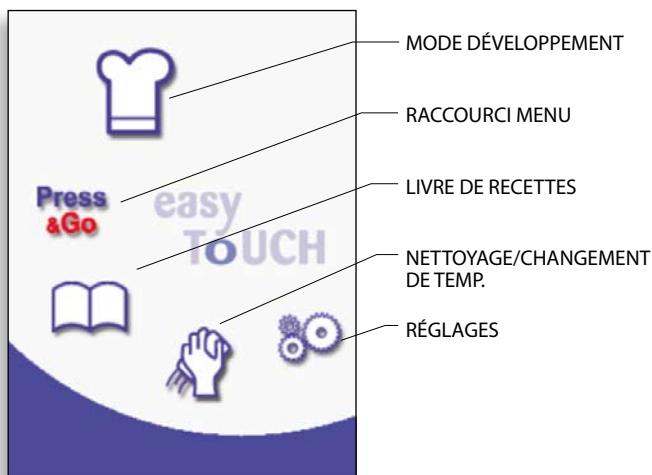 MODE DÉVELOPPEMENT
RACCOURCI MENU
Press
&Go
easy
ToUCH
LIVRE DE RECETTES
NETTOYAGE/CHANGEMENT
DE TEMP.
RÉGLAGES